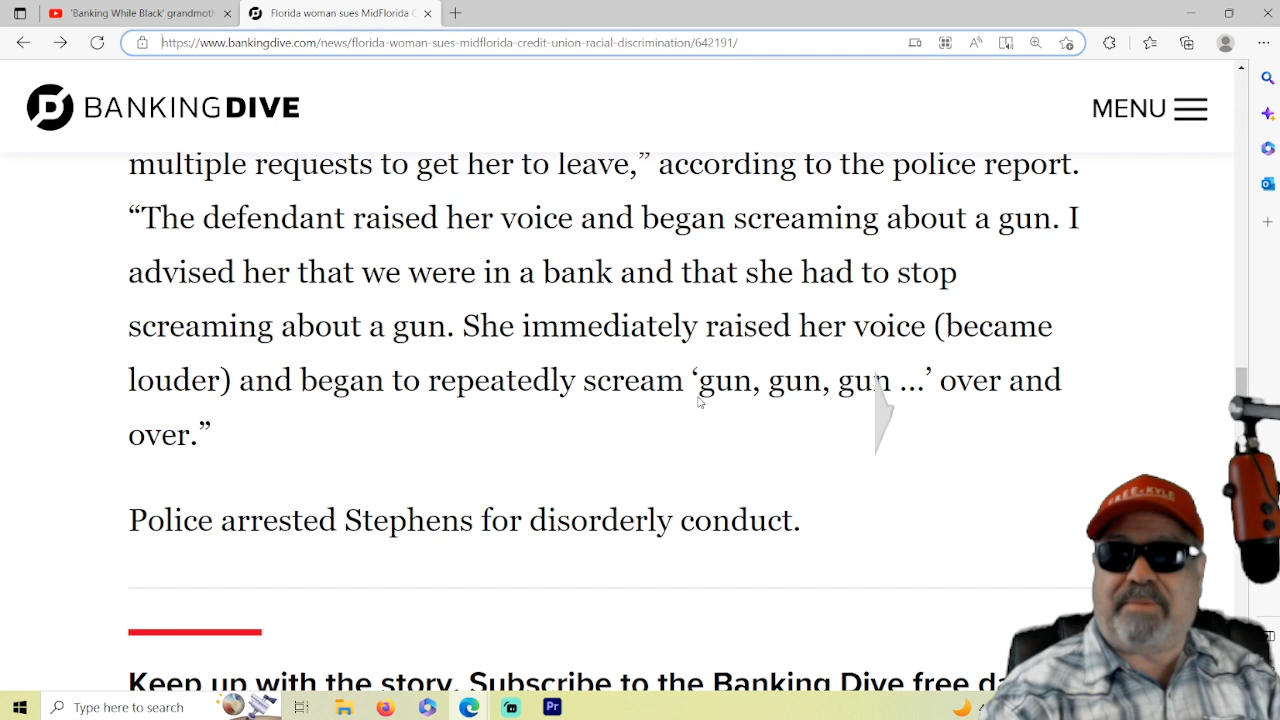 'Banking While Black' grandmoth
Florida woman sues MidFlorida C
https://www.bankingdive.com/news/florida-woman-sues-midflorida-credit-union-racial-discrimination/642191/
BANKINGDIVE
MENU
multiple requests to get her to leave,” according to the police report.
“The defendant raised her voice and began screaming about a gun. I
advised her that we were in a bank and that she had to stop
screaming about a gun. She immediately raised her voice (became
louder) and began to repeatedly scream ‘gun, gun, gun …’ over and
over.”
Police arrested Stephens for disorderly conduct.
FREE KYLE
Keep up with the story. Subscribe to the Banking Dive free da
Type here to search
Pr